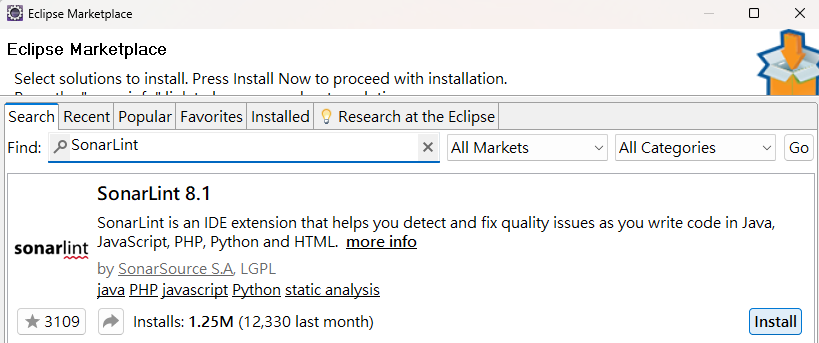 Eclipse Marketplace
Eclipse Marketplace
Select solutions to install. Press Install Now to proceed with installation.
Search Recent Popular Favorites Installed Research at the Eclipse
Find: SonarLint All Markets All Categories Go
SonarLint 8.1
SonarLint is an IDE extension that helps you detect and fix quality issues as you write code in Java,
JavaScript, PHP, Python and HTML. more info
sonarlint
by SonarSource S.A, LGPL
java PHP javascript Python static analysis
3109 Installs: 1.25M (12,330 last month) Install